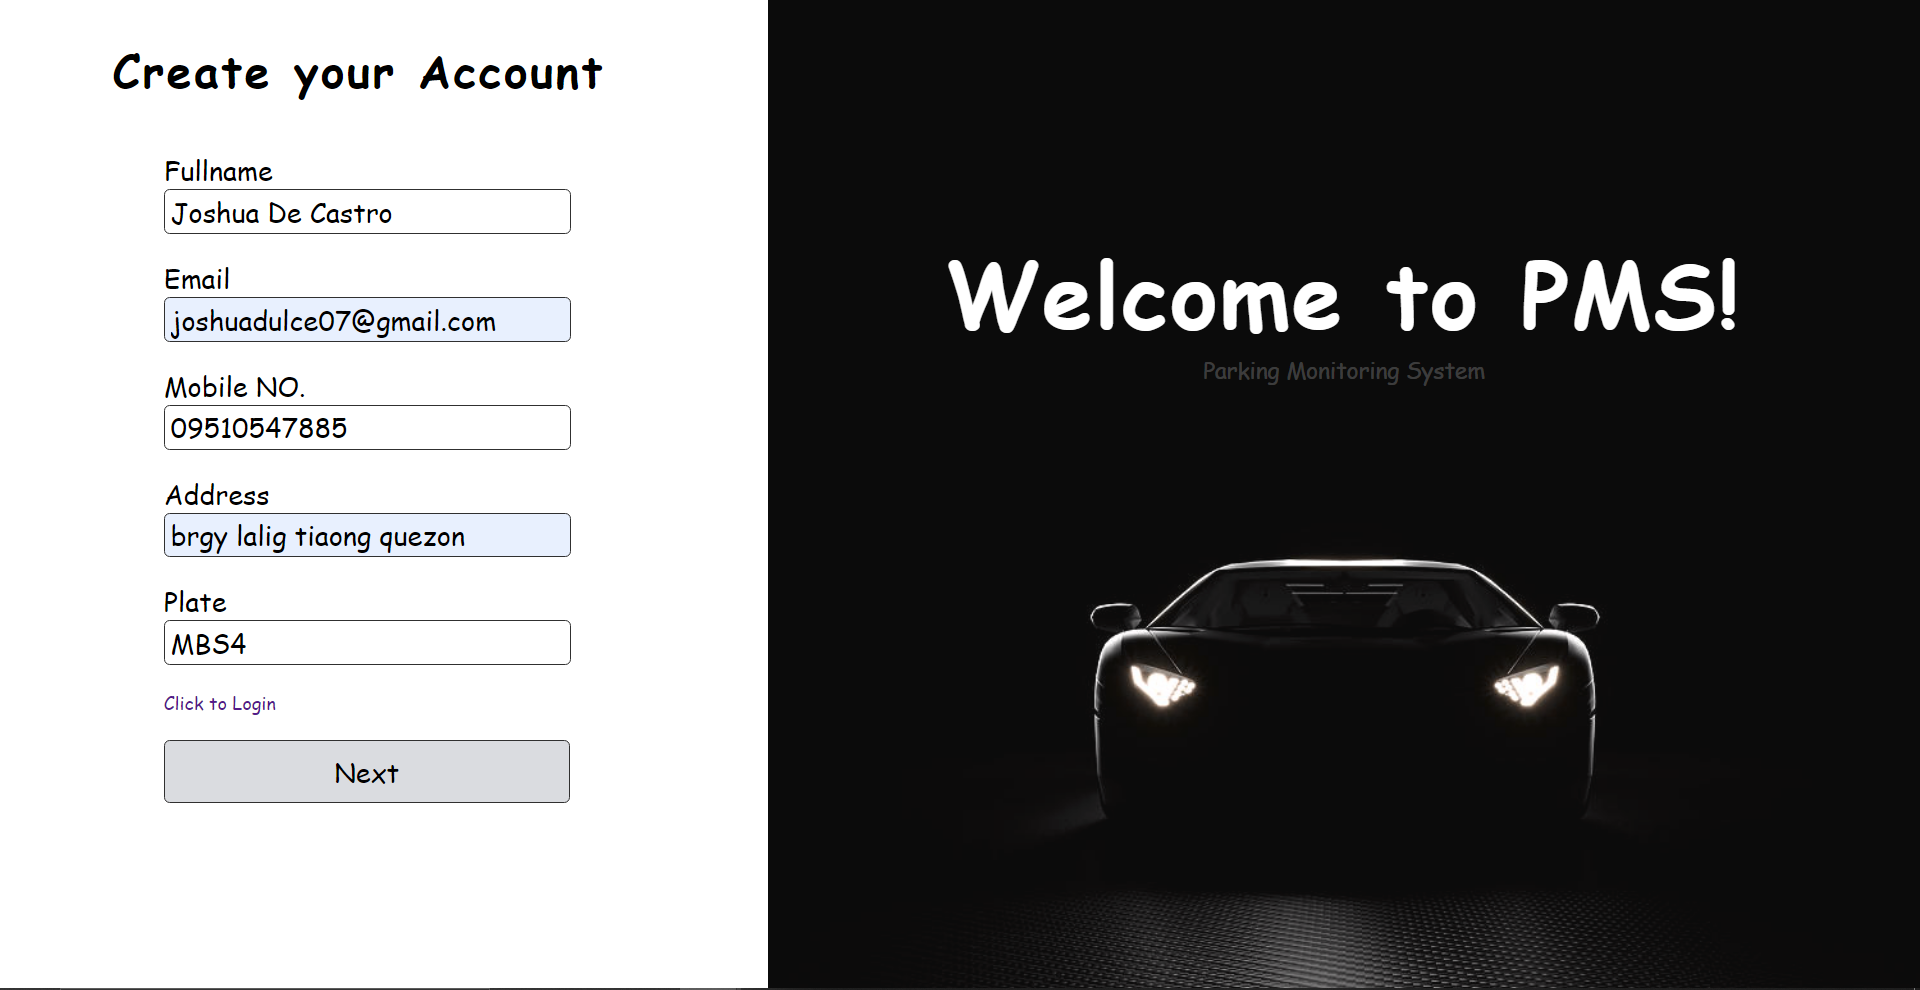 Create your Account
Fullname
Joshua De Castro
Email
joshuadulce07@gmail.com
Mobile NO.
09510547885
Address
brgy lalig tiaong quezon
Plate
MBS4
Click to Login
Next
Welcome to PMS!
Parking Monitoring System